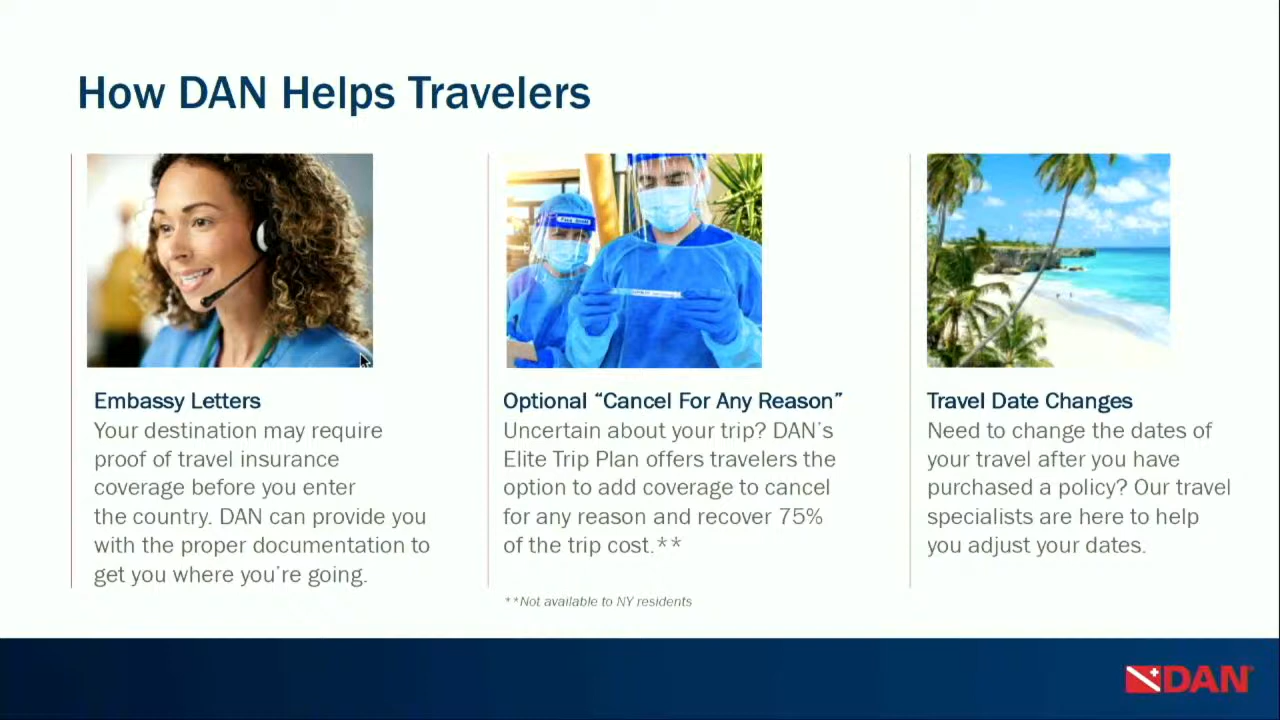 How DAN Helps Travelers
Embassy Letters
Your destination may require
proof of travel insurance
coverage before you enter
the country. DAN can provide you
with the proper documentation to
get you where you're going.
Optional “Cancel For Any Reason”
Uncertain about your trip? DAN's
Elite Trip Plan offers travelers the
option to add coverage to cancel
for any reason and recover 75%
of the trip cost.**
**Not available to NY residents
Travel Date Changes
Need to change the dates of
your travel after you have
purchased a policy? Our travel
specialists are here to help
you adjust your dates.
DAN